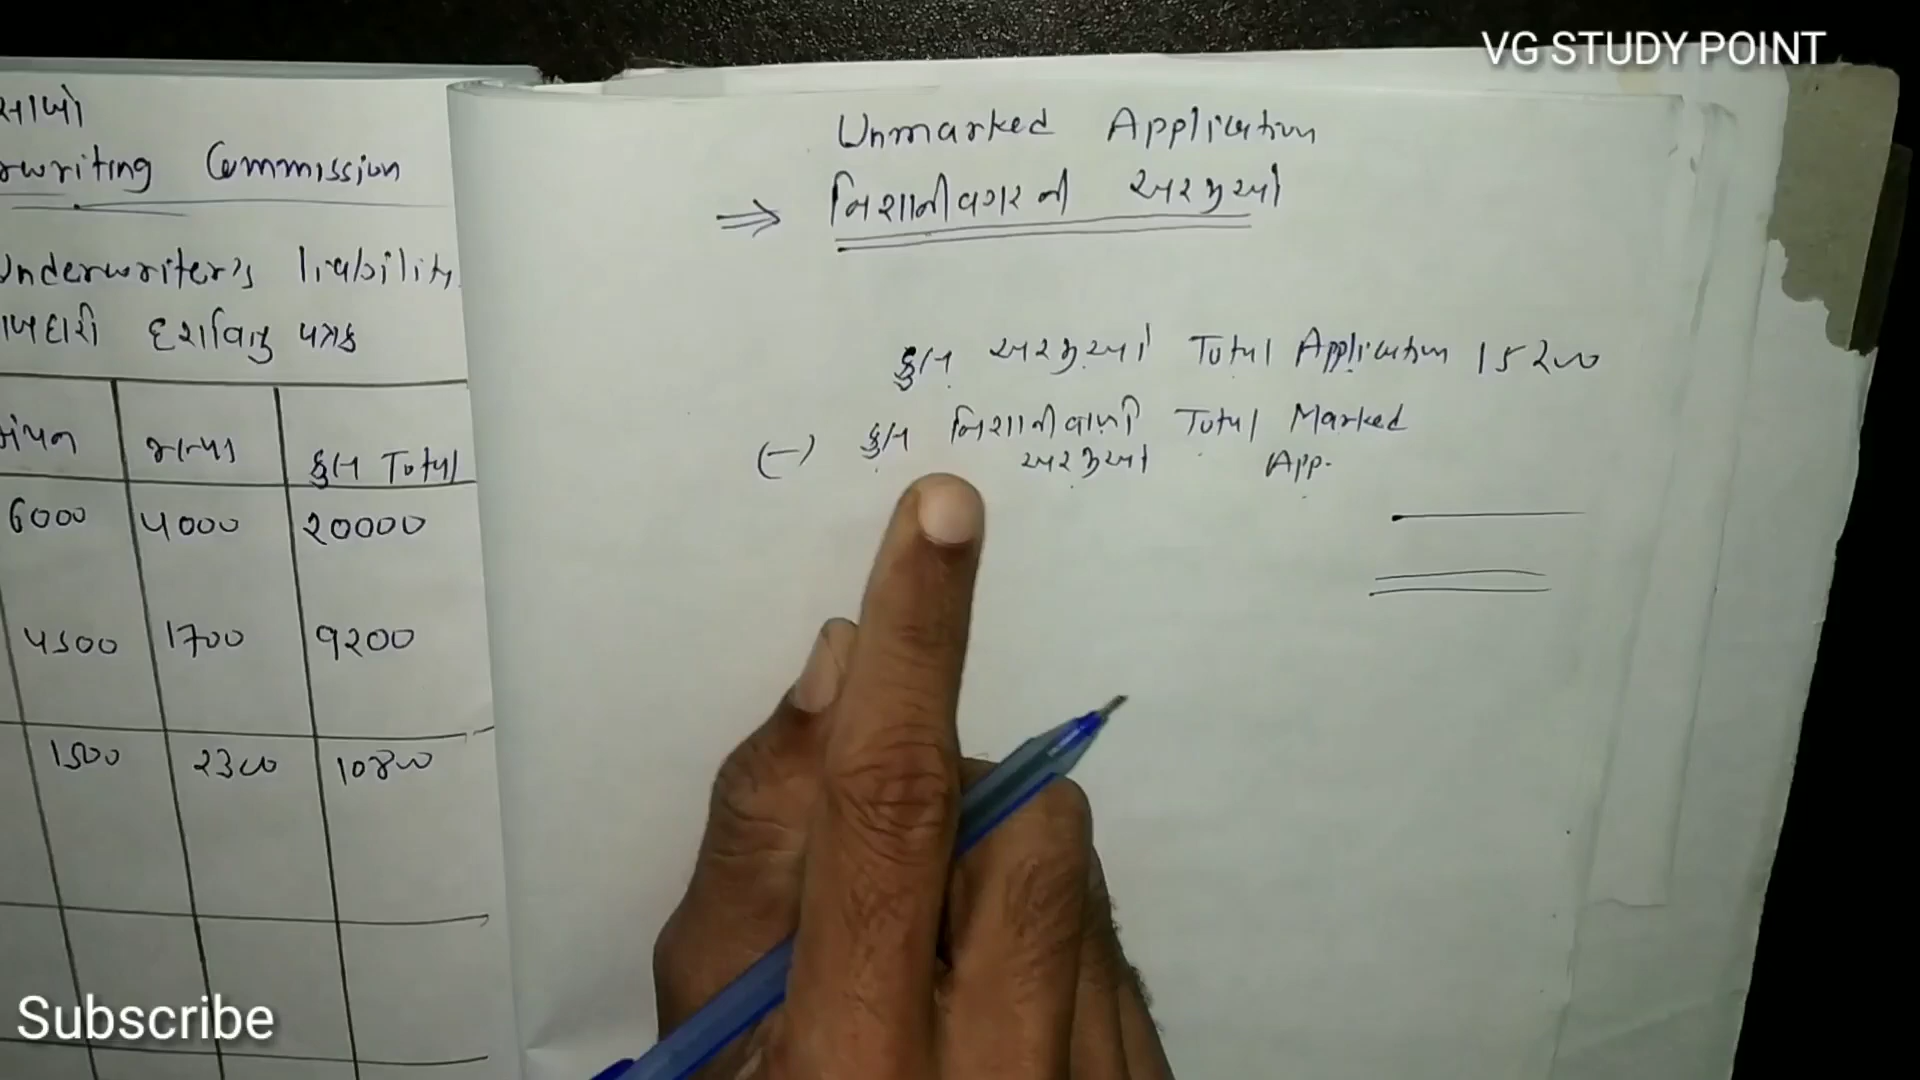 VG STUDY POINT
rwriting Commission
Underwriter's liability
દર્શાવતું પત્રક
જાન્યા
કુલ Total
6000 4000 20000
4500 1700 9200
1500 2300 10800
Unmarked Application
⇒ નિશાનીવગરની અરજીઓ
કુલ અરજીઓ Total Application 15200
(-) કુલ નિશાનીવાળી Total Marked
અરજીઓ App.
Subscribe